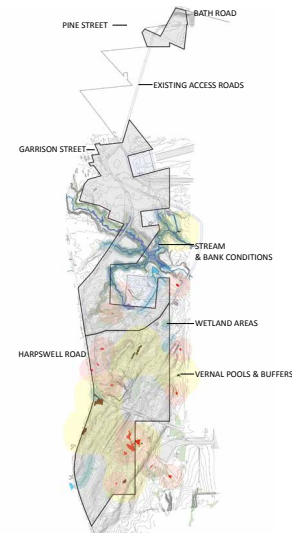 BATH ROAD
PINE STREET
EXISTING ACCESS ROADS
GARRISON STREET
STREAM
& BANK CONDITIONS
WETLAND AREAS
HARPSWELL ROAD
VERNAL POOLS & BUFFERS